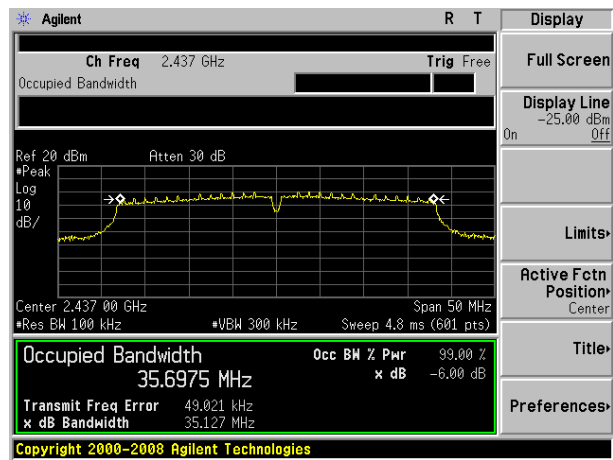 Agilent R T Display
Ch Freq 2.437 GHz Trig Free
Occupied Bandwidth
Full Screen
Display Line
-25.00 dBm
On Off
Ref 20 dBm Atten 30 dB
#Peak
Log
10
dB/
Limits
Active Fctn
Position
Center
Center 2.437 00 GHz Span 50 MHz
#Res BW 100 kHz #VBW 300 kHz Sweep 4.8 ms (601 pts)
Occupied Bandwidth Occ BW % Pwr 99.00 %
35.6975 MHz x dB -6.00 dB
Title
Transmit Freq Error 49.021 kHz
x dB Bandwidth 35.127 MHz
Preferences
Copyright 2000-2008 Agilent Technologies